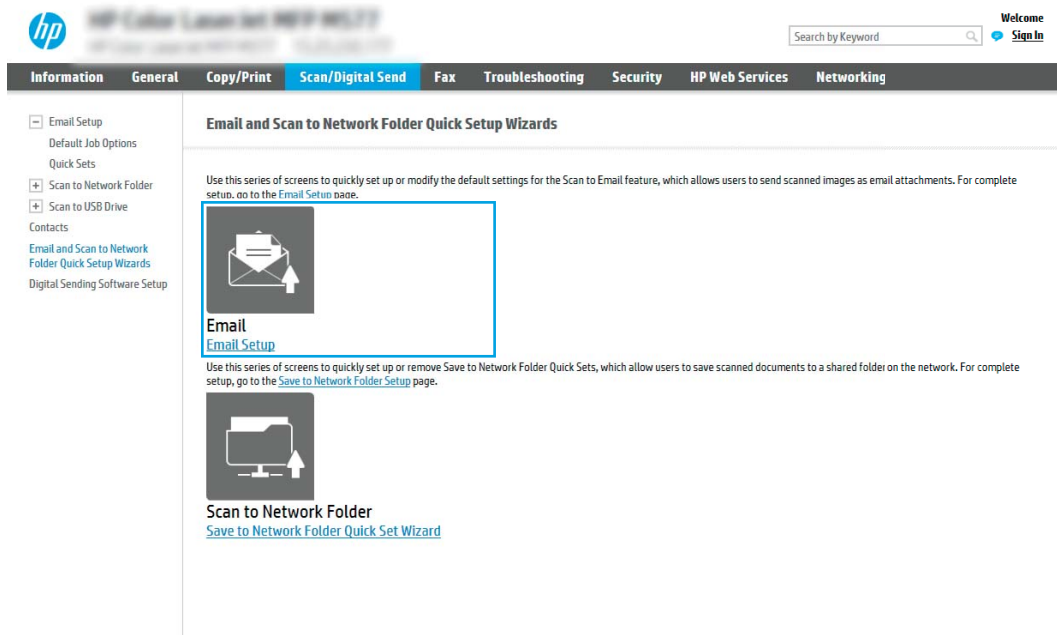 hp
Welcome
Search by Keyword
Sign In
Information General Copy/Print Scan/Digital Send Fax Troubleshooting Security HP Web Services Networking
Email Setup
Default Job Options
Quick Sets
Scan to Network Folder
Scan to USB Drive
Contacts
Email and Scan to Network
Folder Quick Setup Wizards
Digital Sending Software Setup
Email and Scan to Network Folder Quick Setup Wizards
Use this series of screens to quickly set up or modify the default settings for the Scan to Email feature, which allows users to send scanned images as email attachments. For complete
setup, go to the Email Setup page.
Email
Email Setup
Use this series of screens to quickly set up or remove Save to Network Folder Quick Sets, which allow users to save scanned documents to a shared folder on the network. For complete
setup, go to the Save to Network Folder Setup page.
Scan to Network Folder
Save to Network Folder Quick Set Wizard